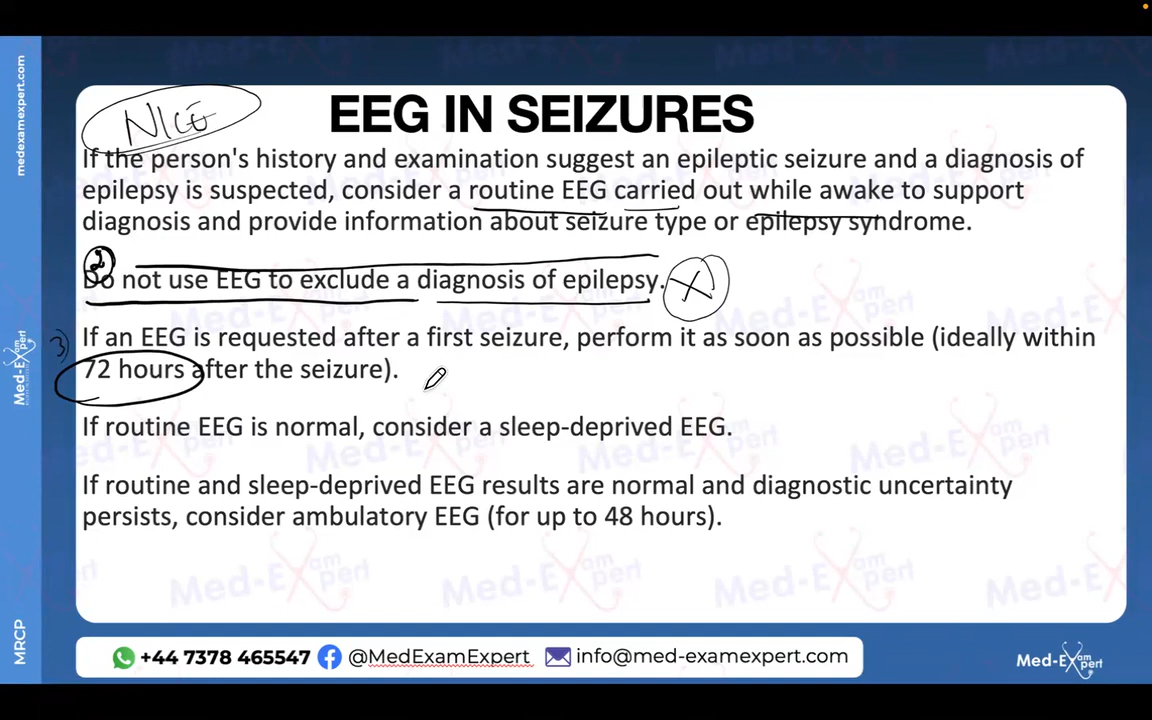 medexamexpert.com
NICE
EEG IN SEIZURES
If the person's history and examination suggest an epileptic seizure and a diagnosis of
epilepsy is suspected, consider a routine EEG carried out while awake to support
diagnosis and provide information about seizure type or epilepsy syndrome.
2
Do not use EEG to exclude a diagnosis of epilepsy.
3)
If an EEG is requested after a first seizure, perform it as soon as possible (ideally within
72 hours after the seizure).
If routine EEG is normal, consider a sleep-deprived EEG.
If routine and sleep-deprived EEG results are normal and diagnostic uncertainty
persists, consider ambulatory EEG (for up to 48 hours).
Med-Exam
pert
MRCP
+44 7378 465547 @MedExamExpert info@med-examexpert.com
Med-Exam
pert